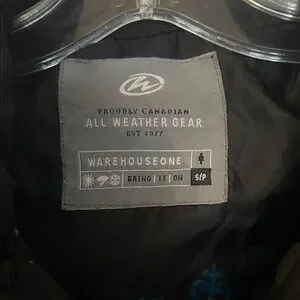 PROUDLY CANADIAN
ALL WEATHER GEAR
EST 1977
WAREHOUSEONE
BRING | IT | ON S/P